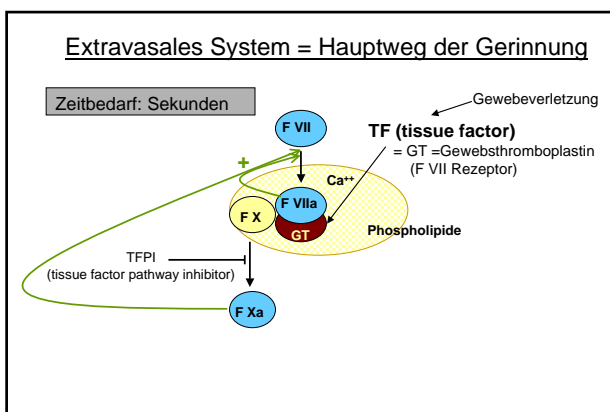 Extravasales System = Hauptweg der Gerinnung
Zeitbedarf: Sekunden
Gewebeverletzung
F VII
TF (tissue factor)
= GT =Gewebsthromboplastin
(F VII Rezeptor)
+
Ca++
F VIIa
F X
GT
Phospholipide
TFPI
(tissue factor pathway inhibitor)
F Xa